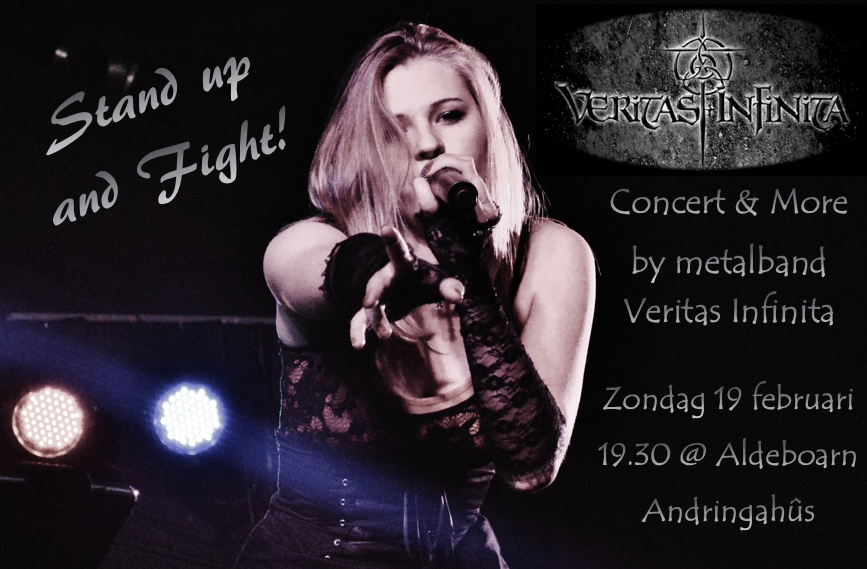 Stand up
and Fight!
VERITAS INFINITA
Concert & More
by metalband
Veritas Infinita
Zondag 19 februari
19.30 @ Aldeboarn
Andringahûs